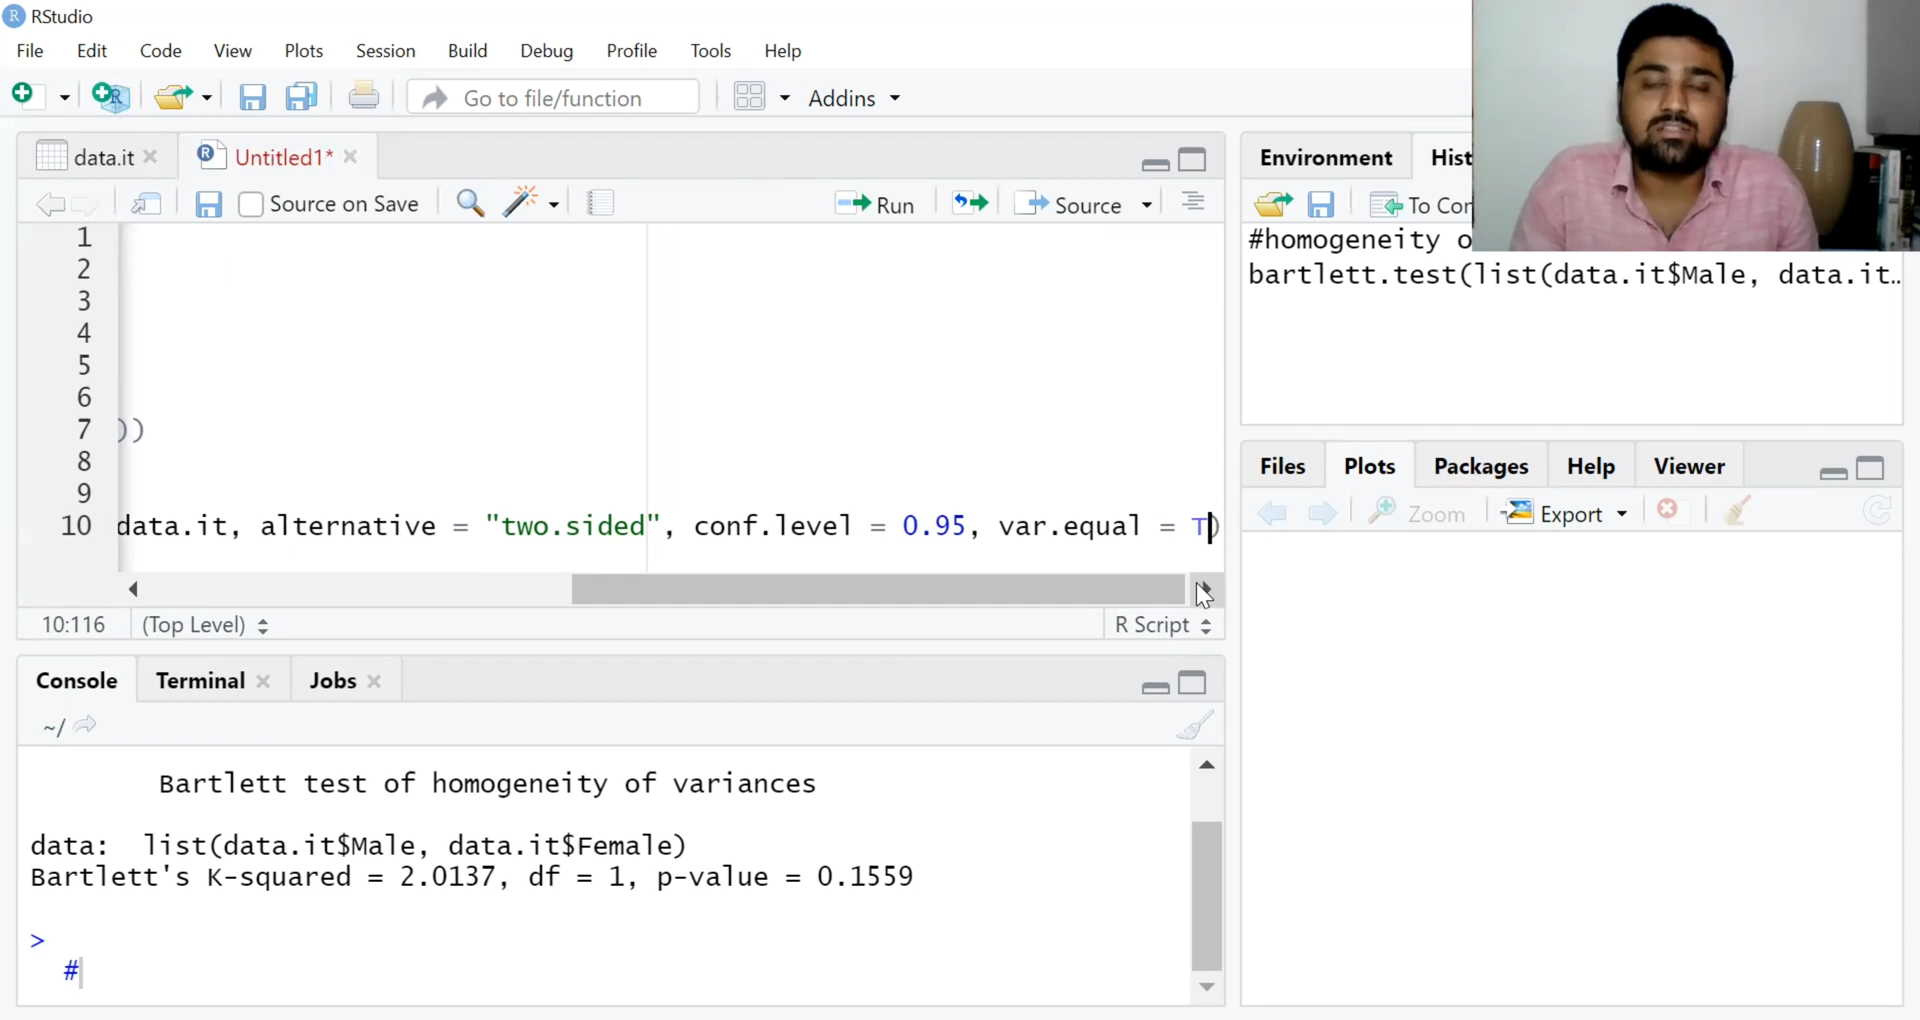 RStudio
File Edit Code View Plots Session Build Debug Profile Tools Help
Go to file/function Addins
data.it Untitled1*
Source on Save Run Source
1
2
3
4
5
6
7 ))
8
9
10 data.it, alternative = "two.sided", conf.level = 0.95, var.equal = T)
10:116 (Top Level) R Script
Console Terminal Jobs
~/
Bartlett test of homogeneity of variances
data: list(data.it$Male, data.it$Female)
Bartlett's K-squared = 2.0137, df = 1, p-value = 0.1559
>
#
Environment Hist
To Con
#homogeneity o
bartlett.test(list(data.it$Male, data.it…
Files Plots Packages Help Viewer
Zoom Export